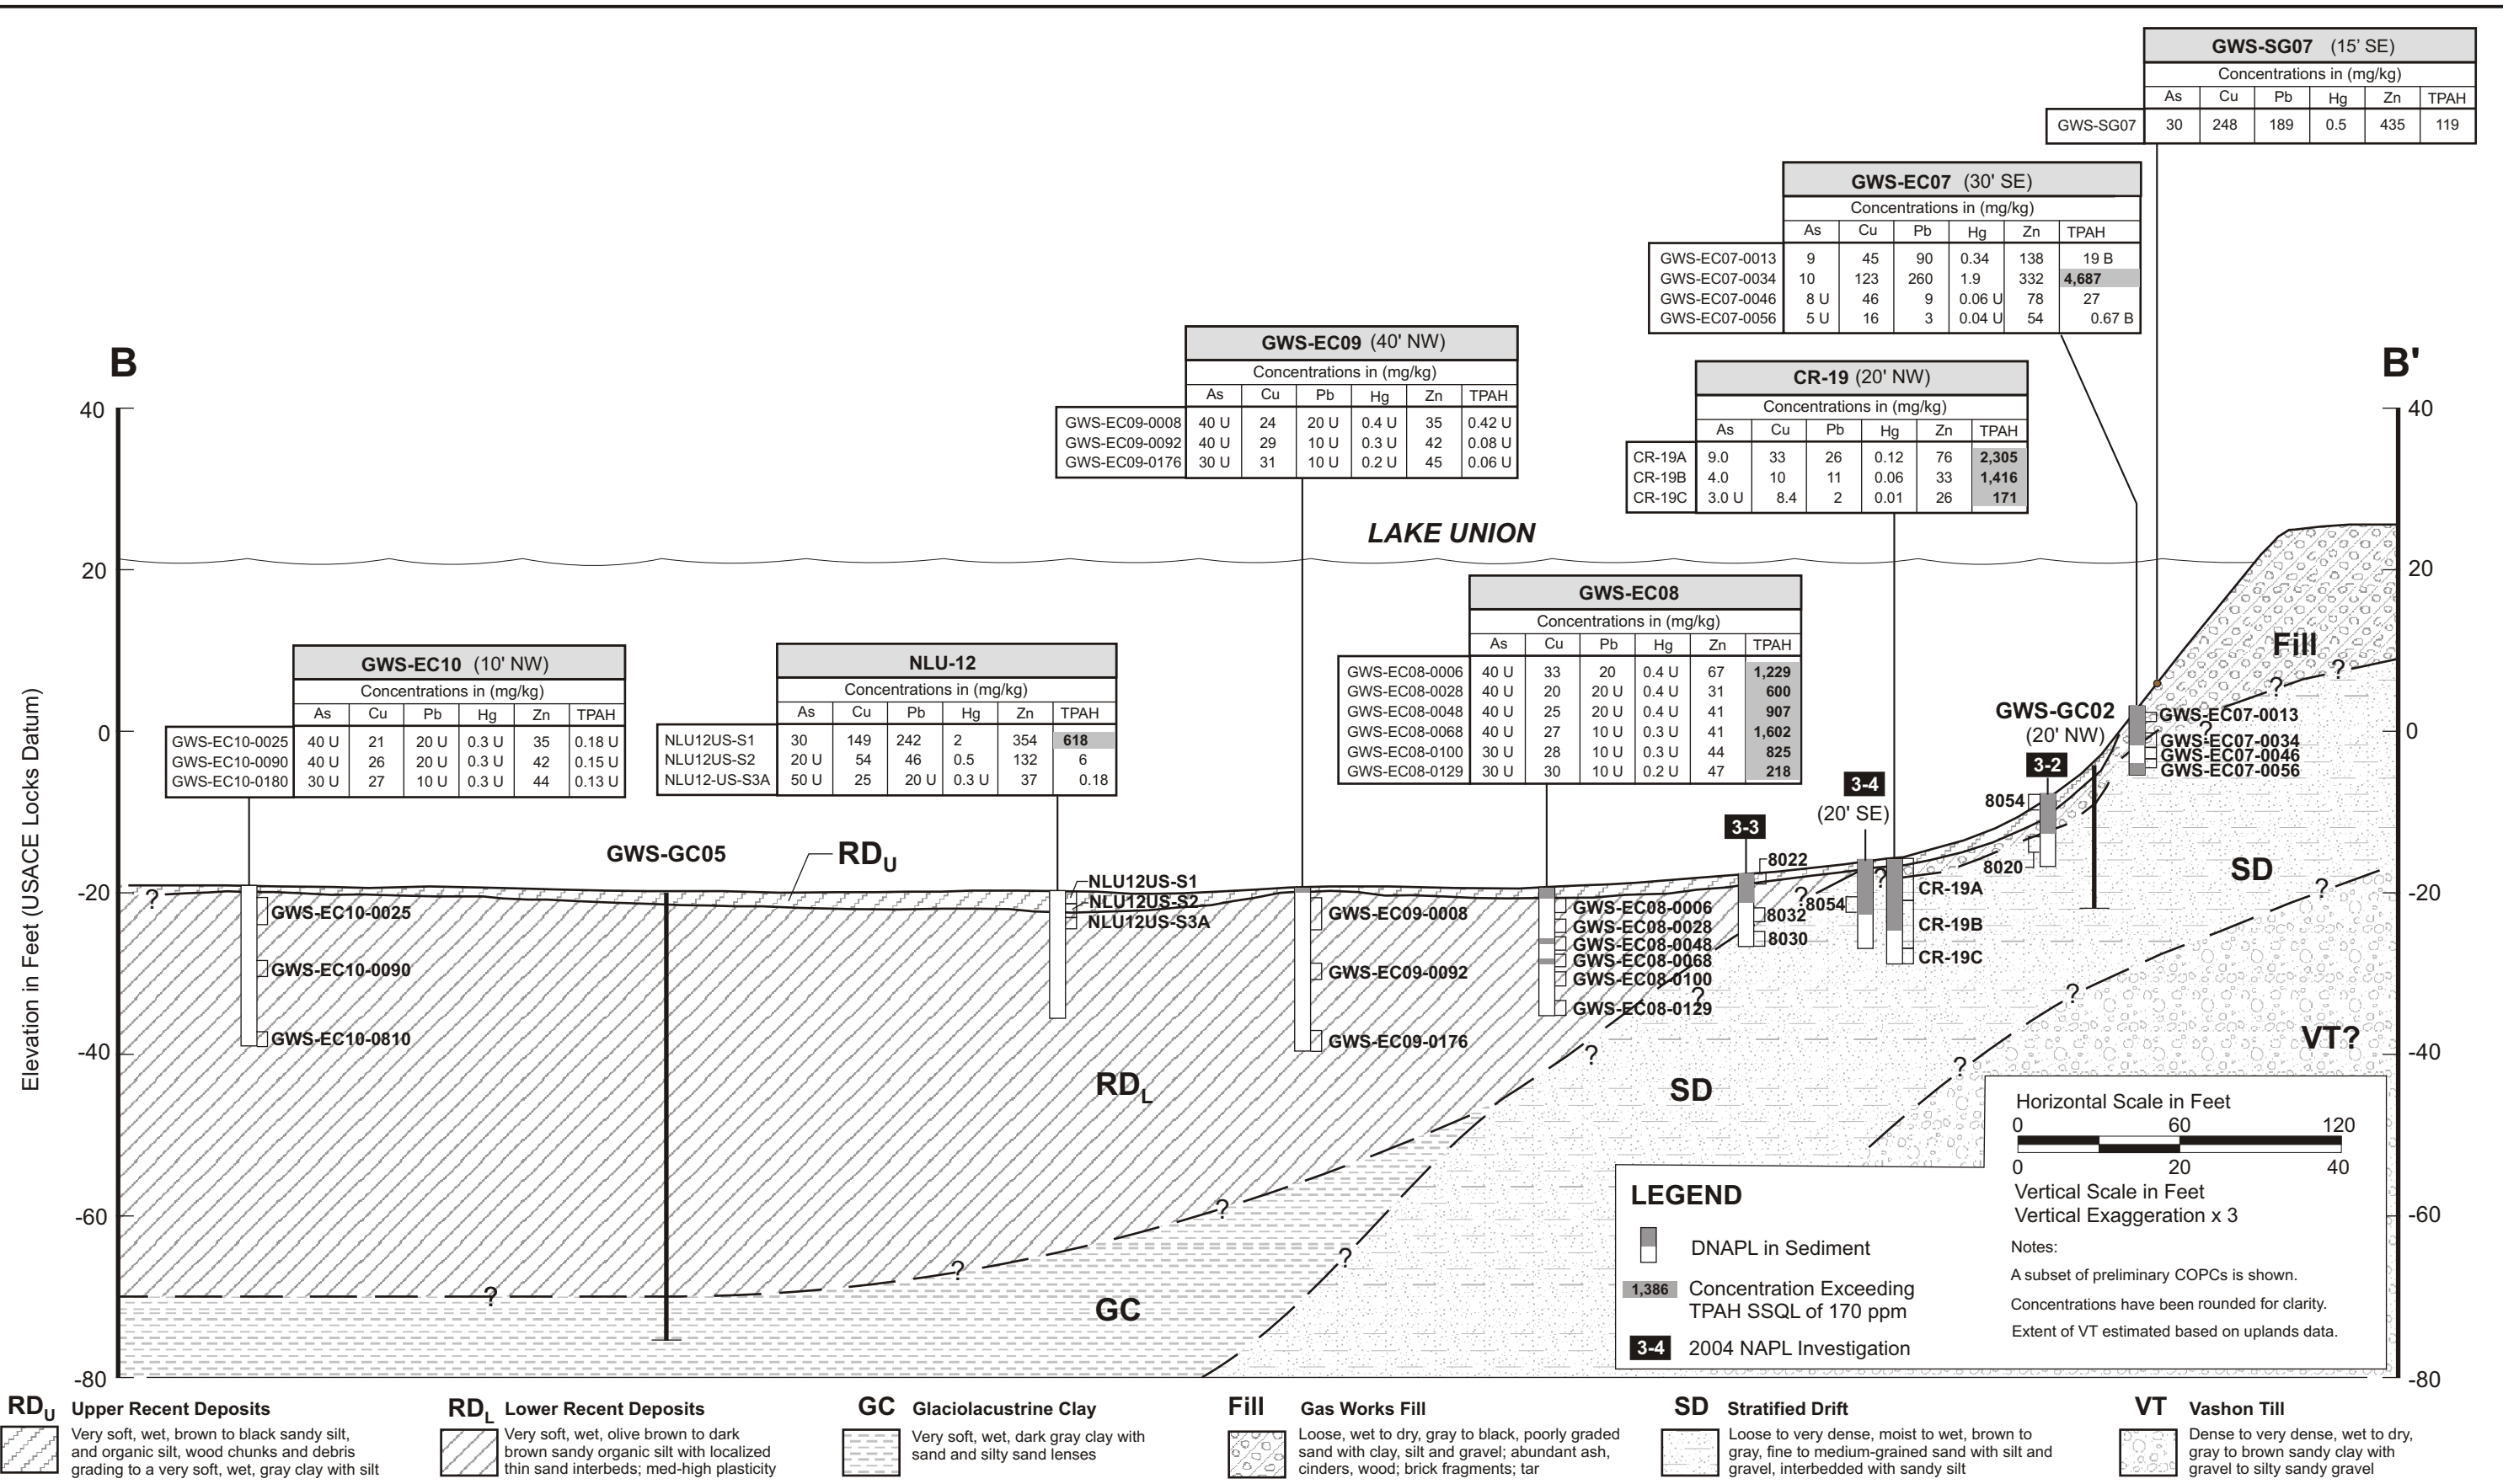 GWS-SG07 (15' SE)
Concentrations in (mg/kg)
As Cu Pb Hg Zn TPAH
GWS-SG07 30 248 189 0.5 435 119
GWS-EC07 (30' SE)
Concentrations in (mg/kg)
As Cu Pb Hg Zn TPAH
GWS-EC07-0013 9 45 90 0.34 138 19 B
GWS-EC07-0034 10 123 260 1.9 332 4,687
GWS-EC07-0046 8 U 46 9 0.06 U 78 27
GWS-EC07-0056 5 U 16 3 0.04 U 54 0.67 B
GWS-EC09 (40' NW)
Concentrations in (mg/kg)
As Cu Pb Hg Zn TPAH
GWS-EC09-0008 40 U 24 20 U 0.4 U 35 0.42 U
GWS-EC09-0092 40 U 29 10 U 0.3 U 42 0.08 U
GWS-EC09-0176 30 U 31 10 U 0.2 U 45 0.06 U
CR-19 (20' NW)
Concentrations in (mg/kg)
As Cu Pb Hg Zn TPAH
CR-19A 9.0 33 26 0.12 76 2,305
CR-19B 4.0 10 11 0.06 33 1,416
CR-19C 3.0 U 8.4 2 0.01 26 171
B
B'
LAKE UNION
GWS-EC08
Concentrations in (mg/kg)
As Cu Pb Hg Zn TPAH
GWS-EC08-0006 40 U 33 20 0.4 U 67 1,229
GWS-EC08-0028 40 U 20 20 U 0.4 U 31 600
GWS-EC08-0048 40 U 25 20 U 0.4 U 41 907
GWS-EC08-0068 40 U 27 10 U 0.3 U 41 1,602
GWS-EC08-0100 30 U 28 10 U 0.3 U 44 825
GWS-EC08-0129 30 U 30 10 U 0.2 U 47 218
GWS-EC10 (10' NW)
Concentrations in (mg/kg)
As Cu Pb Hg Zn TPAH
GWS-EC10-0025 40 U 21 20 U 0.3 U 35 0.18 U
GWS-EC10-0090 40 U 26 20 U 0.3 U 42 0.15 U
GWS-EC10-0180 30 U 27 10 U 0.3 U 44 0.13 U
NLU-12
Concentrations in (mg/kg)
As Cu Pb Hg Zn TPAH
NLU12US-S1 30 149 242 2 354 618
NLU12US-S2 20 U 54 46 0.5 132 6
NLU12-US-S3A 50 U 25 20 U 0.3 U 37 0.18
Elevation in Feet (USACE Locks Datum)
40
20
0
-20
-40
-60
-80
40
20
0
-20
-40
-60
-80
Fill
?
?
GWS-GC02
(20' NW)
GWS-EC07-0013
?
GWS-EC07-0034
GWS-EC07-0046
GWS-EC07-0056
3-2
3-4
(20' SE)
8054
8020
3-3
8022
8032
8030
?
8054
?
CR-19A
CR-19B
CR-19C
SD
?
GWS-GC05
RDU
?
GWS-EC10-0025
GWS-EC10-0090
GWS-EC10-0810
NLU12US-S1
NLU12US-S2
NLU12US-S3A
GWS-EC09-0008
GWS-EC09-0092
GWS-EC09-0176
GWS-EC08-0006
GWS-EC08-0028
GWS-EC08-0048
GWS-EC08-0068
GWS-EC08-0100
?
GWS-EC08-0129
?
?
?
VT?
RDL
SD
?
?
?
?
GC
Horizontal Scale in Feet
0 60 120
0 20 40
Vertical Scale in Feet
Vertical Exaggeration x 3
Notes:
A subset of preliminary COPCs is shown.
Concentrations have been rounded for clarity.
Extent of VT estimated based on uplands data.
LEGEND
DNAPL in Sediment
1,386 Concentration Exceeding
TPAH SSQL of 170 ppm
3-4 2004 NAPL Investigation
RDU Upper Recent Deposits
Very soft, wet, brown to black sandy silt,
and organic silt, wood chunks and debris
grading to a very soft, wet, gray clay with silt
RDL Lower Recent Deposits
Very soft, wet, olive brown to dark
brown sandy organic silt with localized
thin sand interbeds; med-high plasticity
GC Glaciolacustrine Clay
Very soft, wet, dark gray clay with
sand and silty sand lenses
Fill Gas Works Fill
Loose, wet to dry, gray to black, poorly graded
sand with clay, silt and gravel; abundant ash,
cinders, wood; brick fragments; tar
SD Stratified Drift
Loose to very dense, moist to wet, brown to
gray, fine to medium-grained sand with silt and
gravel, interbedded with sandy silt
VT Vashon Till
Dense to very dense, wet to dry,
gray to brown sandy clay with
gravel to silty sandy gravel